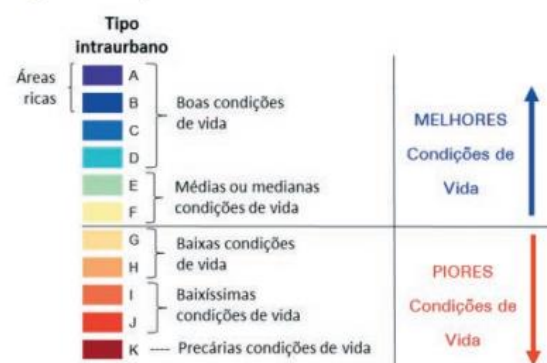 Tipo
intraurbano
Áreas
ricas
A
B
C
D
Boas condições
de vida
E
F
Médias ou medianas
condições de vida
G
H
Baixas condições
de vida
I
J
Baixíssimas
condições de vida
K ---- Precárias condições de vida
MELHORES
Condições de
Vida
PIORES
Condições de
Vida